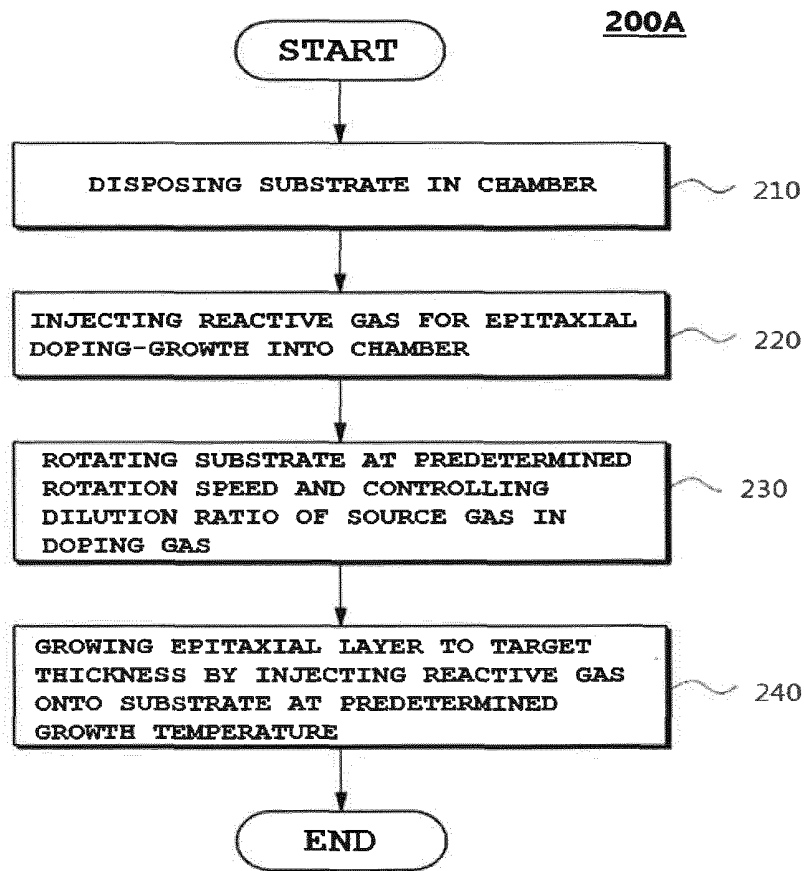 200A
START
DISPOSING SUBSTRATE IN CHAMBER
210
INJECTING REACTIVE GAS FOR EPITAXIAL
DOPING-GROWTH INTO CHAMBER
220
ROTATING SUBSTRATE AT PREDETERMINED
ROTATION SPEED AND CONTROLLING
DILUTION RATIO OF SOURCE GAS IN
DOPING GAS
230
GROWING EPITAXIAL LAYER TO TARGET
THICKNESS BY INJECTING REACTIVE GAS
ONTO SUBSTRATE AT PREDETERMINED
GROWTH TEMPERATURE
240
END